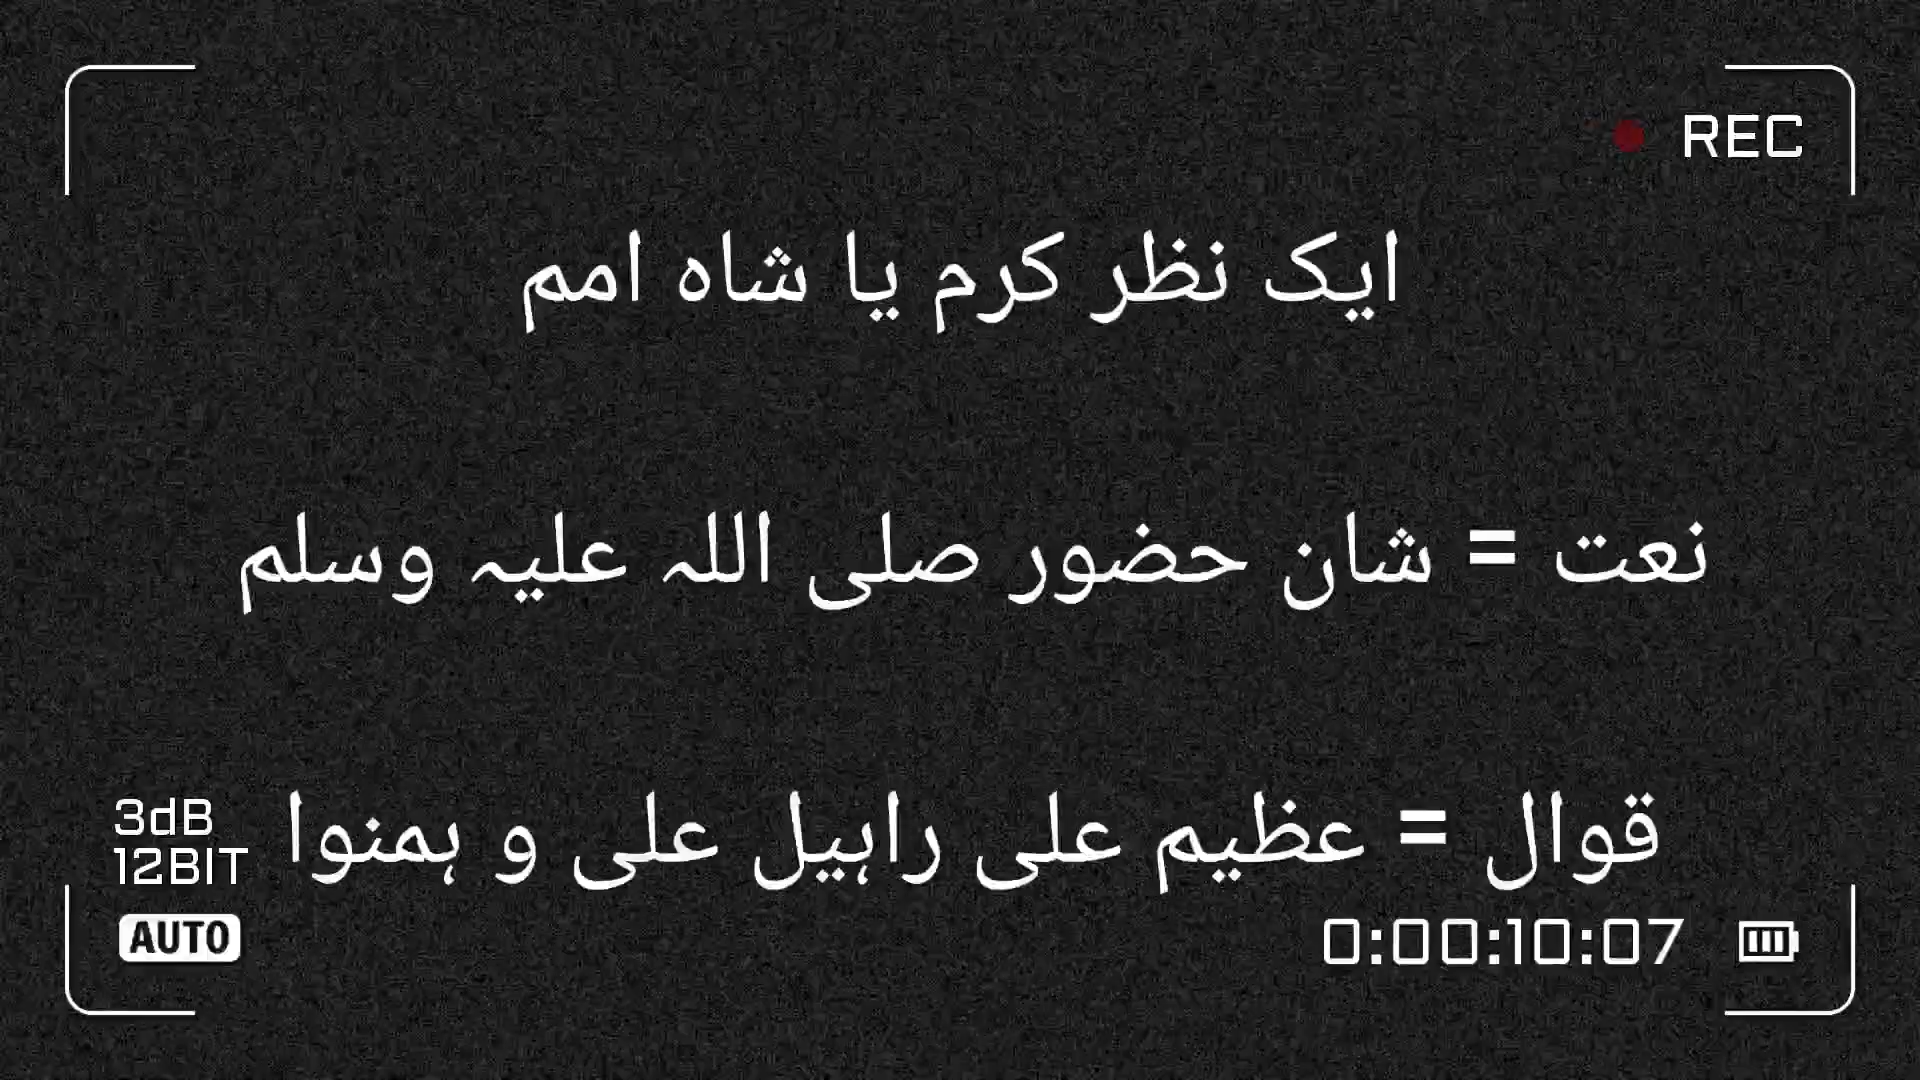 REC
ایک نظر کرم یا شاہ امم
نعت = شان حضور صلی اللہ علیہ وسلم
قوال = عظیم علی راہیل علی و ہمنوا
3dB
12BIT
AUTO
0:00:10:07